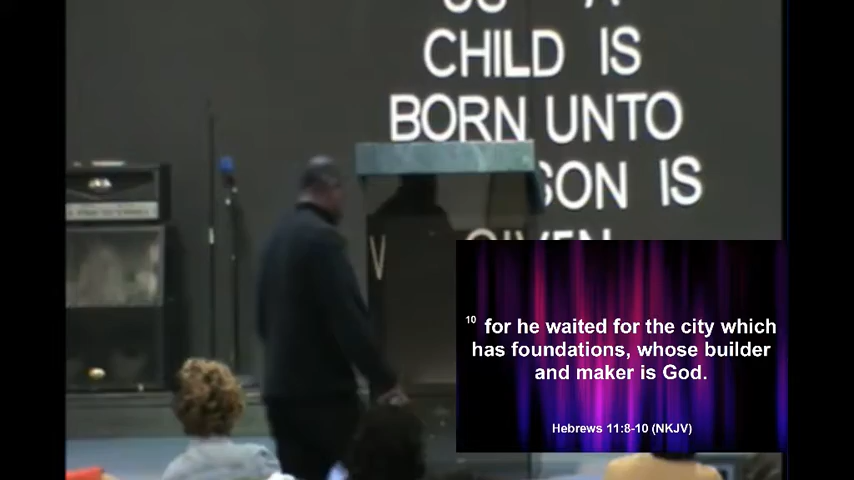 CHILD IS
BORN UNTO
SON IS
GIVEN
10 for he waited for the city which
has foundations, whose builder
and maker is God.
Hebrews 11:8-10 (NKJV)